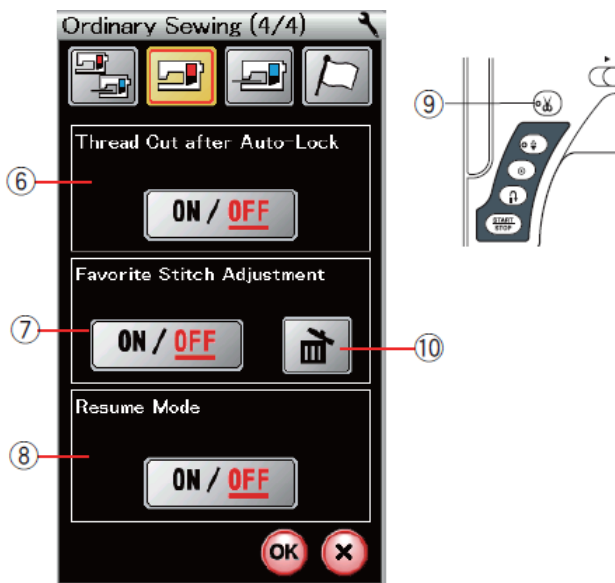 Ordinary Sewing (4/4)
Thread Cut after Auto-Lock
⑥
ON / OFF
Favorite Stitch Adjustment
⑦
ON / OFF
⑩
Resume Mode
⑧
ON / OFF
OK
⑨
START
STOP